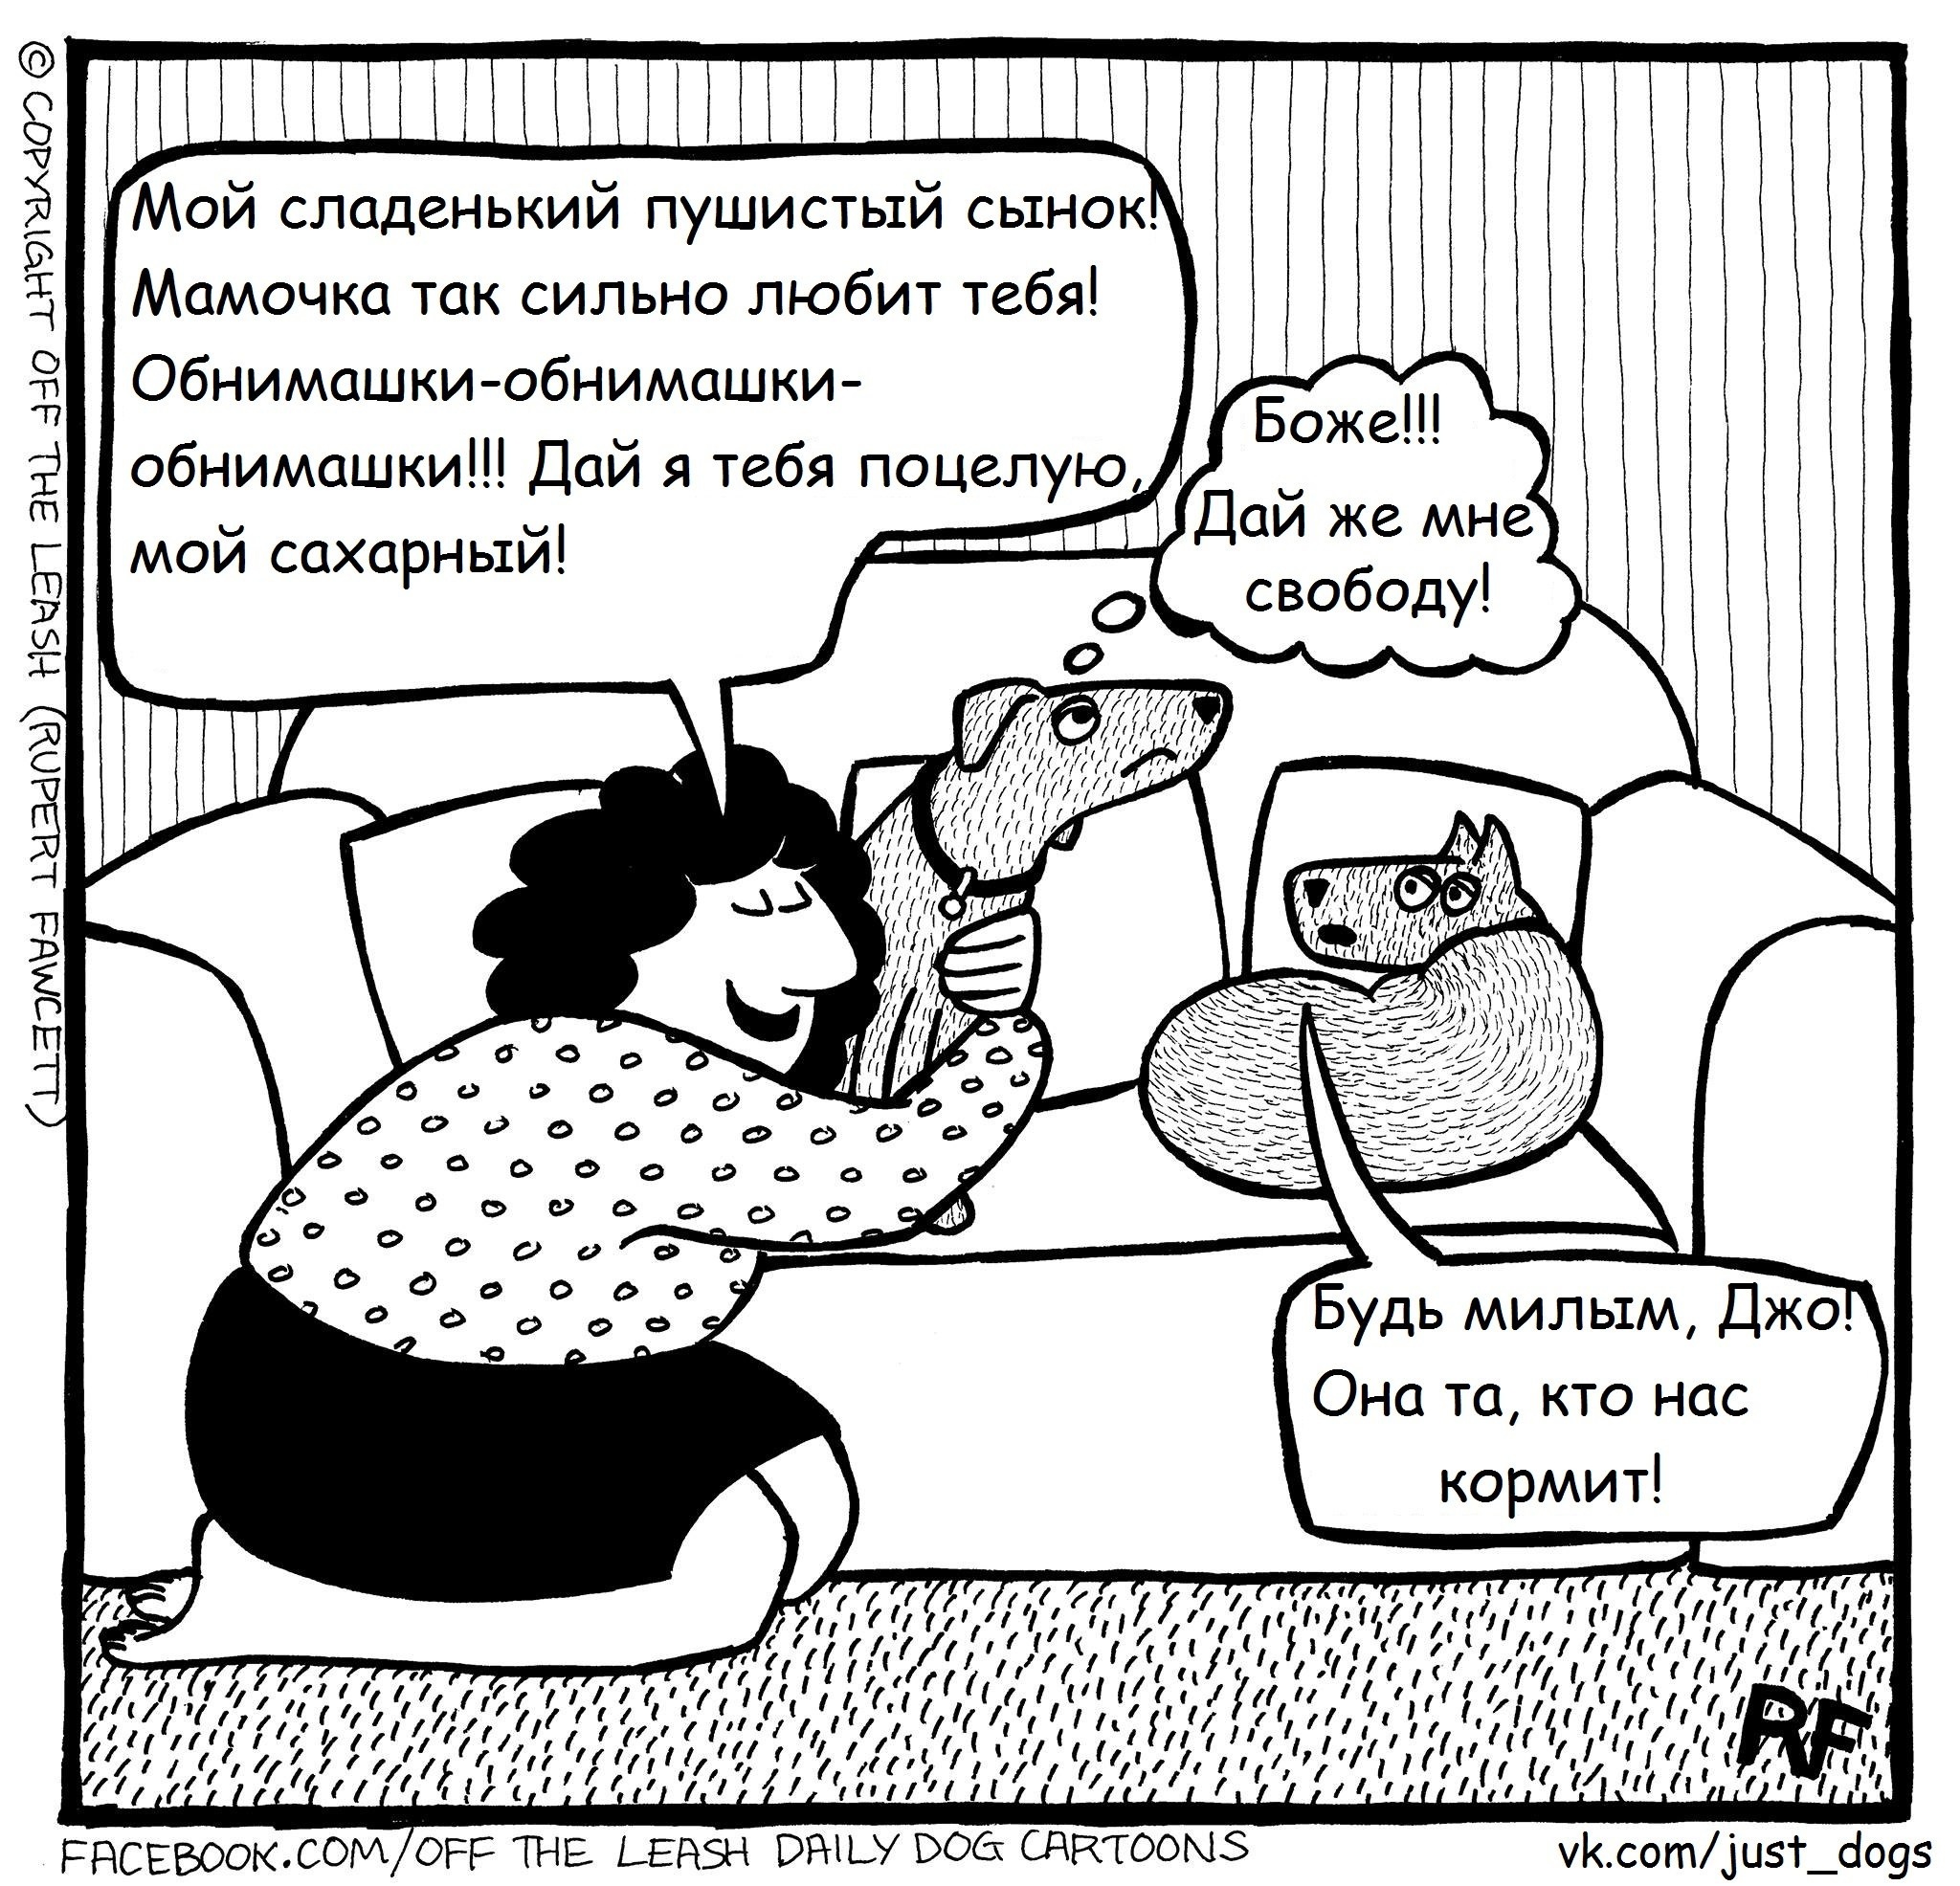 Мой сладенький пушистый сынок!
Мамочка так сильно любит тебя!
Обнимашки-обнимашки-
обнимашки!!! Дай я тебя поцелую,
мой сахарный!
Боже!!!
Дай же мне
свободу!
Будь милым, Джо!
Она та, кто нас
кормит!
© COPYRIGHT OFF THE LEASH (RUPERT FAWCETT)
RF
FACEBOOK.COM/OFF THE LEASH DAILY DOG CARTOONS
vk.com/just_dogs